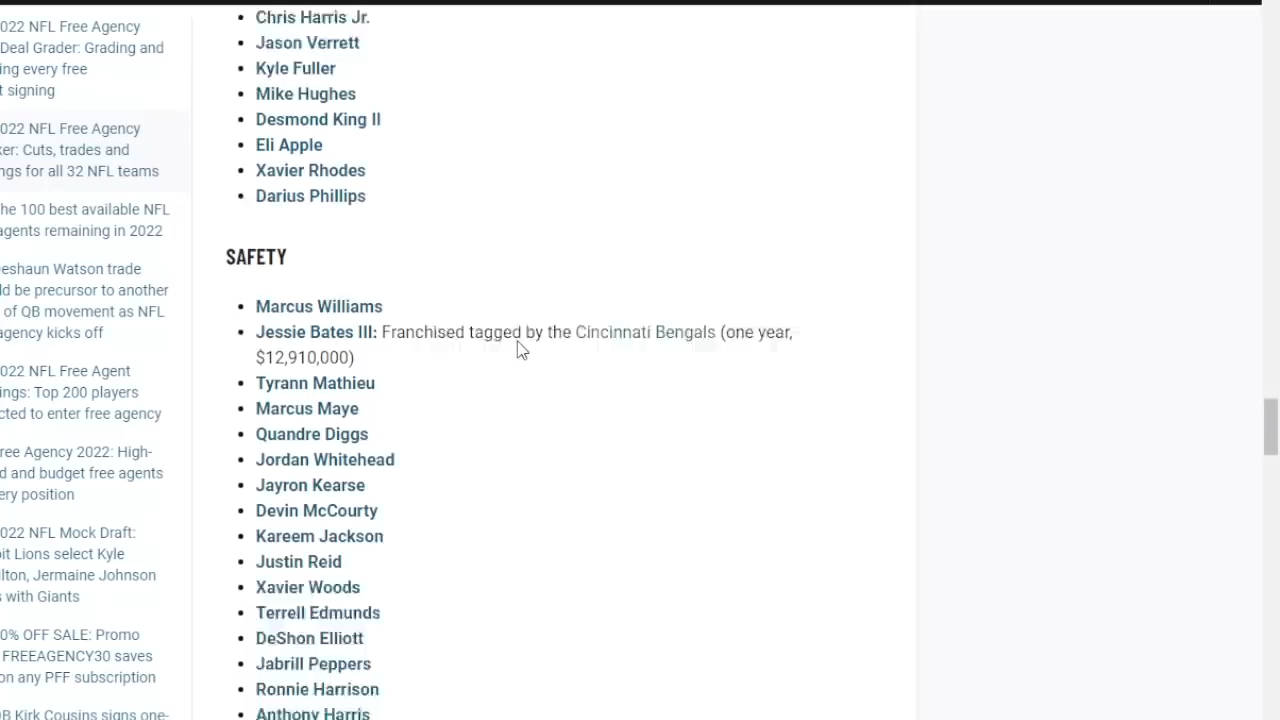 022 NFL Free Agency
Deal Grader: Grading and
ing every free
t signing
022 NFL Free Agency
ker: Cuts, trades and
ngs for all 32 NFL teams
he 100 best available NFL
agents remaining in 2022
eshaun Watson trade
ld be precursor to another
of QB movement as NFL
agency kicks off
022 NFL Free Agent
ings: Top 200 players
cted to enter free agency
ree Agency 2022: High-
d and budget free agents
ery position
022 NFL Mock Draft:
oit Lions select Kyle
ilton, Jermaine Johnson
s with Giants
0% OFF SALE: Promo
FREEAGENCY30 saves
on any PFF subscription
QB Kirk Cousins signs one-
Chris Harris Jr.
Jason Verrett
Kyle Fuller
Mike Hughes
Desmond King II
Eli Apple
Xavier Rhodes
Darius Phillips
SAFETY
Marcus Williams
Jessie Bates III: Franchised tagged by the Cincinnati Bengals (one year,
$12,910,000)
Tyrann Mathieu
Marcus Maye
Quandre Diggs
Jordan Whitehead
Jayron Kearse
Devin McCourty
Kareem Jackson
Justin Reid
Xavier Woods
Terrell Edmunds
DeShon Elliott
Jabrill Peppers
Ronnie Harrison
Anthony Harris